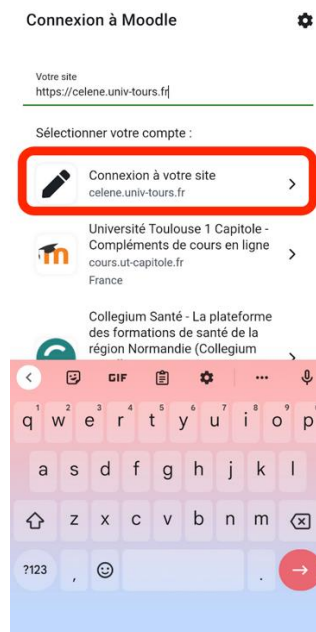 Connexion à Moodle
Votre site
https://celene.univ-tours.fr
Sélectionner votre compte :
Connexion à votre site
celene.univ-tours.fr
Université Toulouse 1 Capitole -
Compléments de cours en ligne
cours.ut-capitole.fr
France
Collegium Santé - La plateforme
des formations de santé de la
région Normandie (Collegium
GIF
1 2 3 4 5 6 7 8 9 0
q w e r t y u i o p
a s d f g h j k l
z x c v b n m
?123 , .